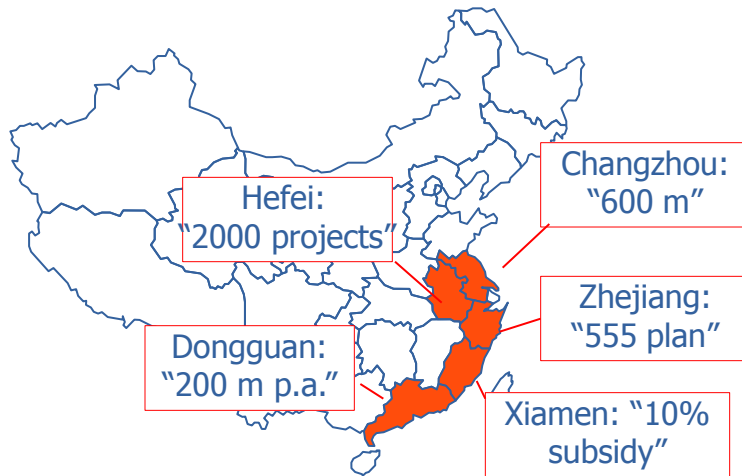 Changzhou:
“600 m”
Hefei:
“2000 projects”
Zhejiang:
“555 plan”
Dongguan:
“200 m p.a.”
Xiamen: “10%
subsidy”